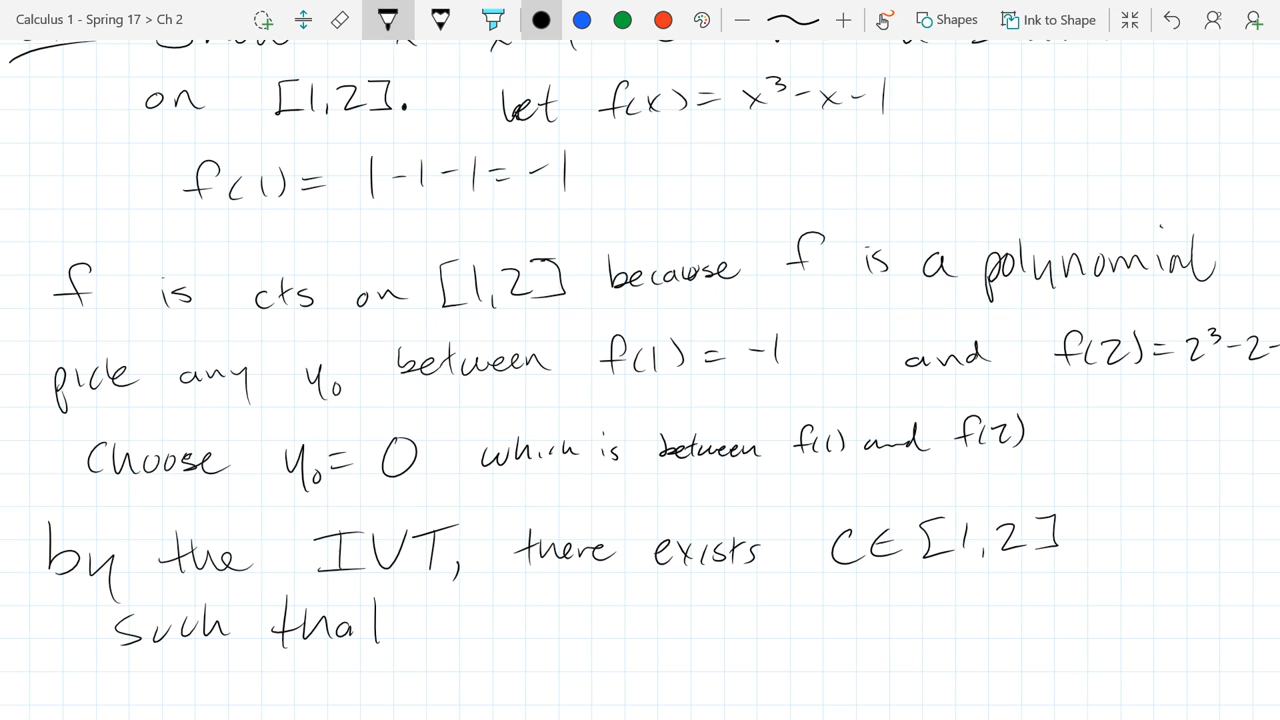 Calculus 1 - Spring 17 > Ch 2
Shapes
Ink to Shape
on [1,2]. let f(x) = x³-x-1
f(1) = 1-1-1 = -1
f is cts on [1,2] because f is a polynomial
pick any y₀ between f(1) = -1 and f(2) = 2³-2-
Choose y₀ = 0 which is between f(1) and f(2)
by the IVT, there exists C∈[1,2]
such that